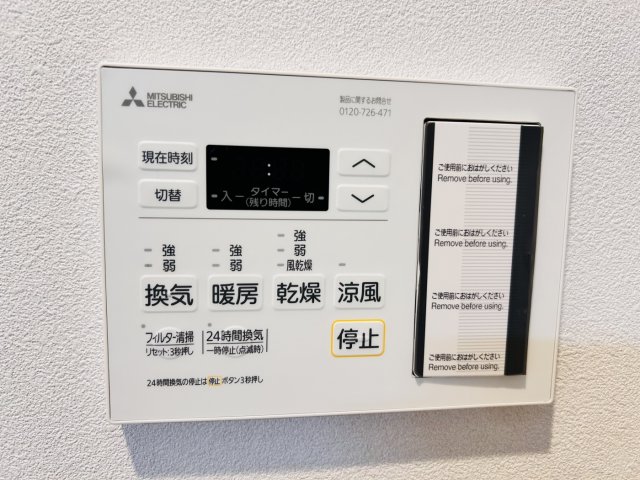 MITSUBISHI
ELECTRIC
製品に関するお問合せ
0120-726-471
現在時刻
切替
:
入 ー タイマー ー 切
(残り時間)
強
弱
換気
強
弱
暖房
強
弱
風乾燥
乾燥
涼風
フィルター清掃
リセット:3秒押し
24時間換気
一時停止(点滅時)
停止
24時間換気の停止は 停止 ボタン3秒押し
ご使用前におはがしください
Remove before using.
ご使用前におはがしください
Remove before using.
ご使用前におはがしください
Remove before using.
ご使用前におはがしください
Remove before using.